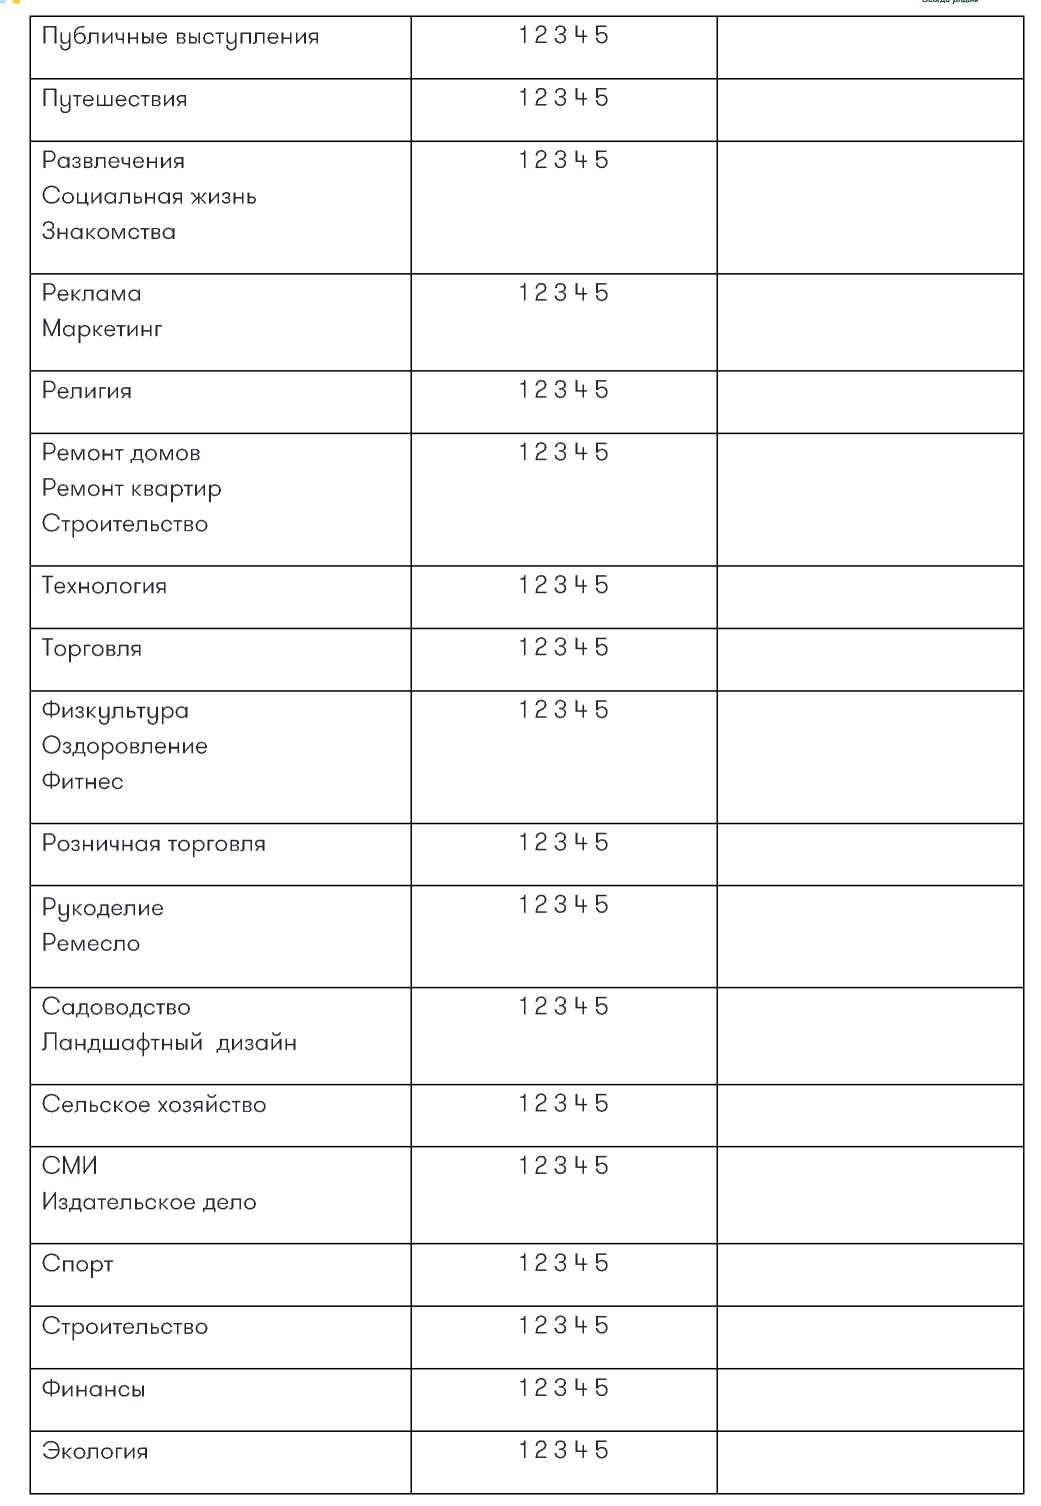 Публичные выступления 1 2 3 4 5
Путешествия 1 2 3 4 5
Развлечения 1 2 3 4 5
Социальная жизнь
Знакомства
Реклама 1 2 3 4 5
Маркетинг
Религия 1 2 3 4 5
Ремонт домов 1 2 3 4 5
Ремонт квартир
Строительство
Технология 1 2 3 4 5
Торговля 1 2 3 4 5
Физкультура 1 2 3 4 5
Оздоровление
Фитнес
Розничная торговля 1 2 3 4 5
Рукоделие 1 2 3 4 5
Ремесло
Садоводство 1 2 3 4 5
Ландшафтный дизайн
Сельское хозяйство 1 2 3 4 5
СМИ 1 2 3 4 5
Издательское дело
Спорт 1 2 3 4 5
Строительство 1 2 3 4 5
Финансы 1 2 3 4 5
Экология 1 2 3 4 5